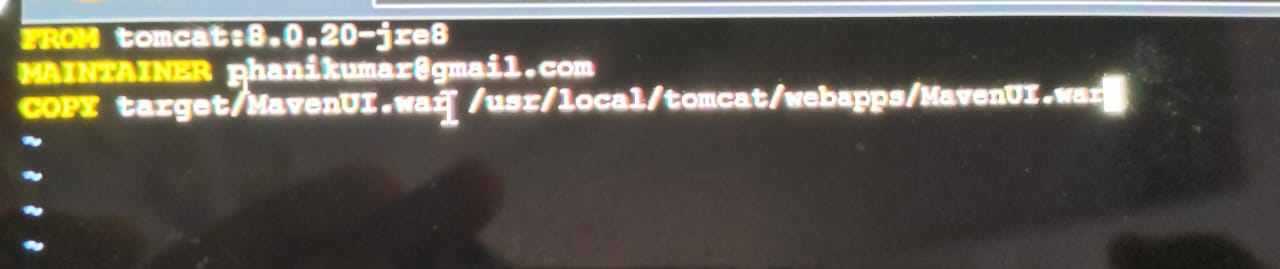 FROM tomcat:8.0.20-jre8
MAINTAINER phanikumar@gmail.com
COPY target/MavenUI.war /usr/local/tomcat/webapps/MavenUI.war
~
~
~
~